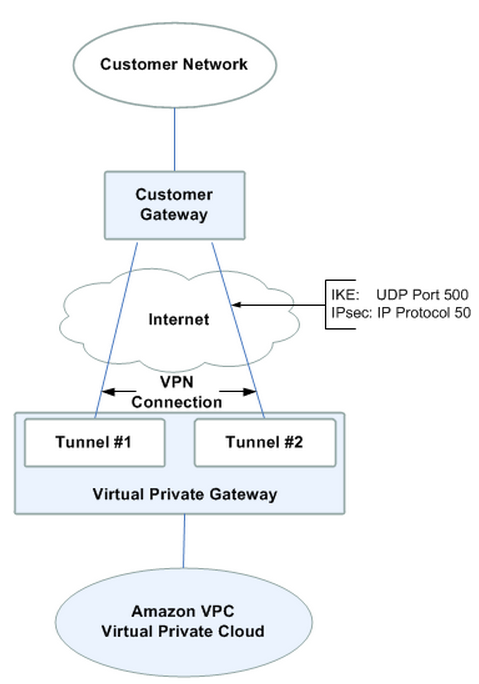 Customer Network
Customer
Gateway
Internet
IKE: UDP Port 500
IPsec: IP Protocol 50
VPN
Connection
Tunnel #1
Tunnel #2
Virtual Private Gateway
Amazon VPC
Virtual Private Cloud